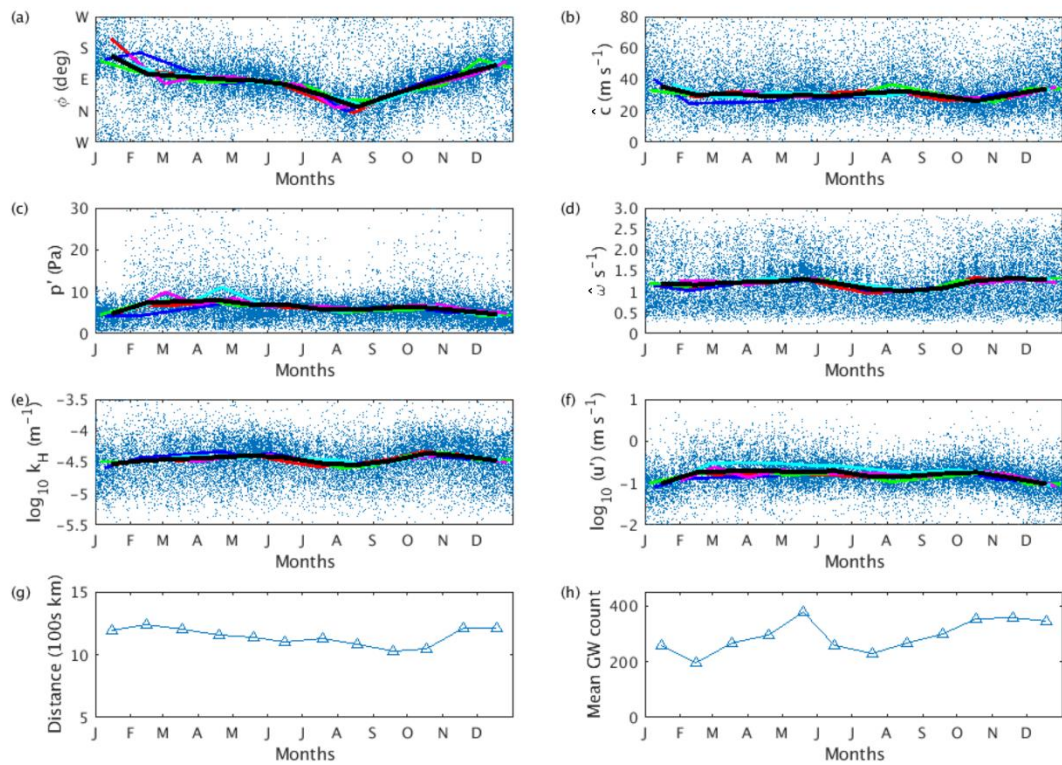 (a)
W
S
E
N
W
ϕ (deg)
J F M A M J J A S O N D
Months
(b)
80
60
40
20
0
ĉ (m s⁻¹)
J F M A M J J A S O N D
Months
(c)
30
20
10
0
p' (Pa)
J F M A M J J A S O N D
Months
(d)
3.0
2.5
2.0
1.5
1.0
0.5
0
ω̂ s⁻¹)
J F M A M J J A S O N D
Months
(e)
-3.5
-4
-4.5
-5
-5.5
log₁₀ k_H (m⁻¹)
J F M A M J J A S O N D
Months
(f)
1
0
-1
-2
log₁₀ (u') (m s⁻¹)
J F M A M J J A S O N D
Months
(g)
15
10
5
Distance (100s km)
J F M A M J J A S O N D
Months
(h)
400
200
0
Mean GW count
J F M A M J J A S O N D
Months